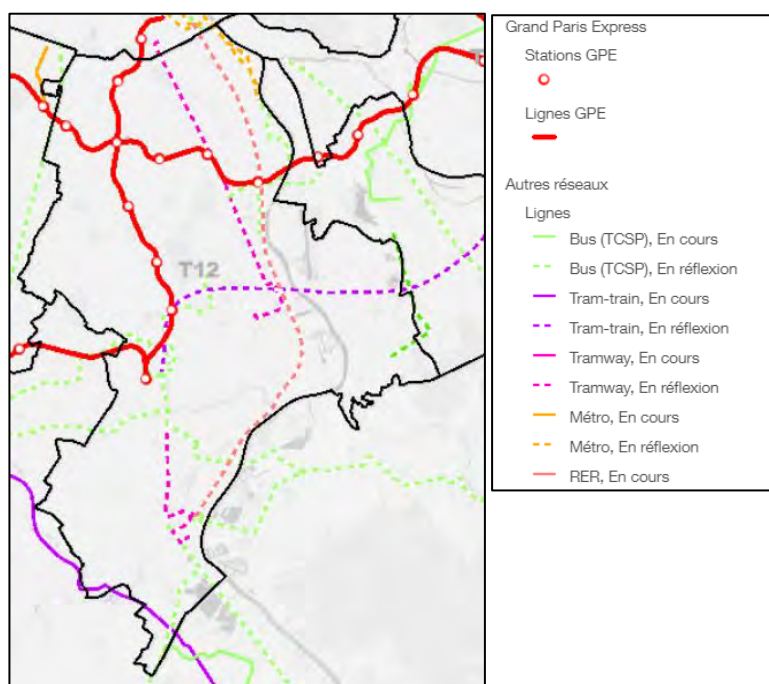 T12
Grand Paris Express
Stations GPE
Lignes GPE
Autres réseaux
Lignes
Bus (TCSP), En cours
Bus (TCSP), En réflexion
Tram-train, En cours
Tram-train, En réflexion
Tramway, En cours
Tramway, En réflexion
Métro, En cours
Métro, En réflexion
RER, En cours